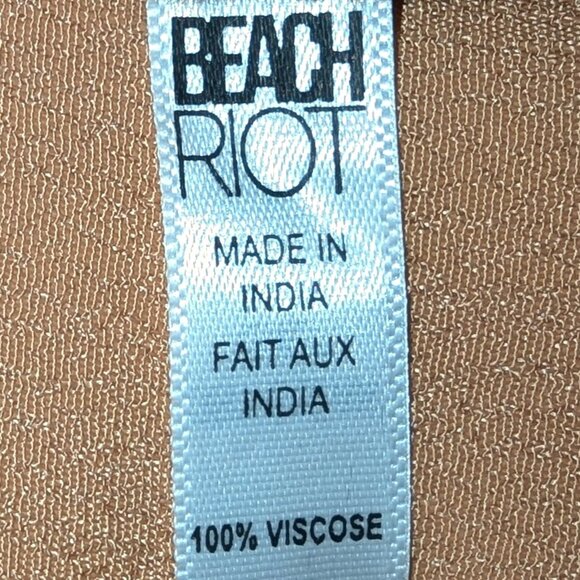 BEACH
RIOT
MADE IN
INDIA
FAIT AUX
INDIA
100% VISCOSE